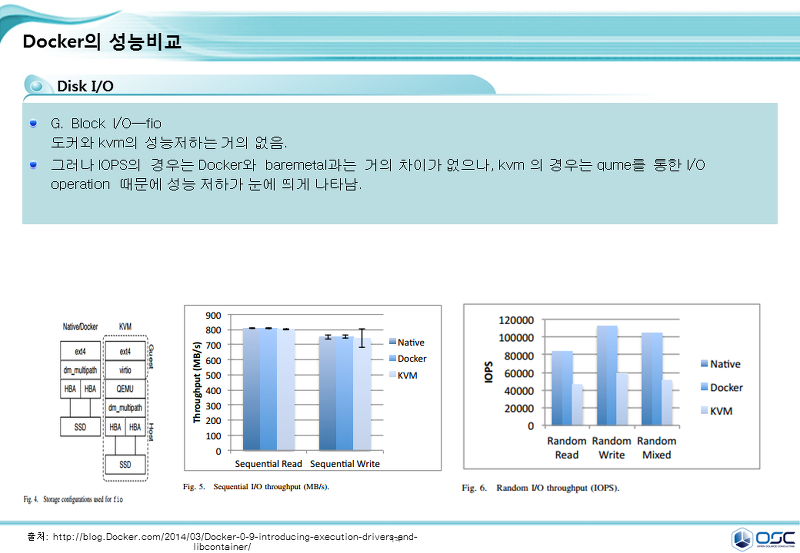 Docker의 성능비교
Disk I/O
G. Block I/O—fio
도커와 kvm의 성능저하는 거의 없음.
그러나 IOPS의 경우는 Docker와 baremetal과는 거의 차이가 없으나, kvm 의 경우는 qume를 통한 I/O
operation 때문에 성능 저하가 눈에 띄게 나타남.
Native/Docker KVM
ext4 ext4
dm_multipath virtio
HBA HBA QEMU
dm_multipath
SSD HBA HBA
SSD
Guest
Host
Fig. 4. Storage configurations used for fio
Throughput (MB/s)
900
800
700
600
500
400
300
200
100
0
Sequential Read Sequential Write
Native
Docker
KVM
Fig. 5. Sequential I/O throughput (MB/s).
IOPS
120000
100000
80000
60000
40000
20000
0
Random Random Random
Read Write Mixed
Native
Docker
KVM
Fig. 6. Random I/O throughput (IOPS).
출처: http://blog.Docker.com/2014/03/Docker-0-9-introducing-execution-drivers-and-
libcontainer/
OSC